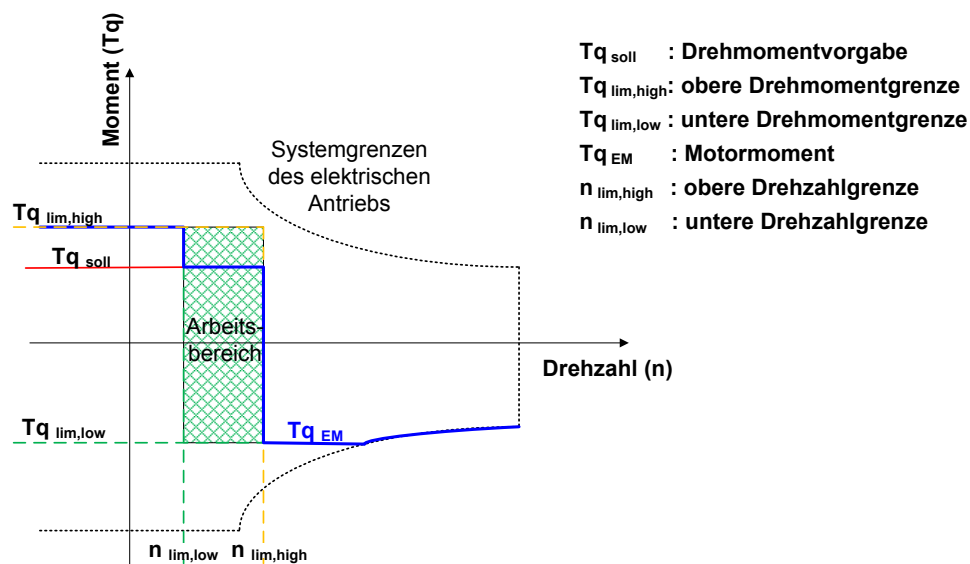 Moment (Tq)
Systemgrenzen
des elektrischen
Antriebs
Tq lim,high
Tq soll
Arbeits-
bereich
Drehzahl (n)
Tq lim,low
Tq EM
n lim,low
n lim,high
Tq soll : Drehmomentvorgabe
Tq lim,high: obere Drehmomentgrenze
Tq lim,low : untere Drehmomentgrenze
Tq EM : Motormoment
n lim,high : obere Drehzahlgrenze
n lim,low : untere Drehzahlgrenze